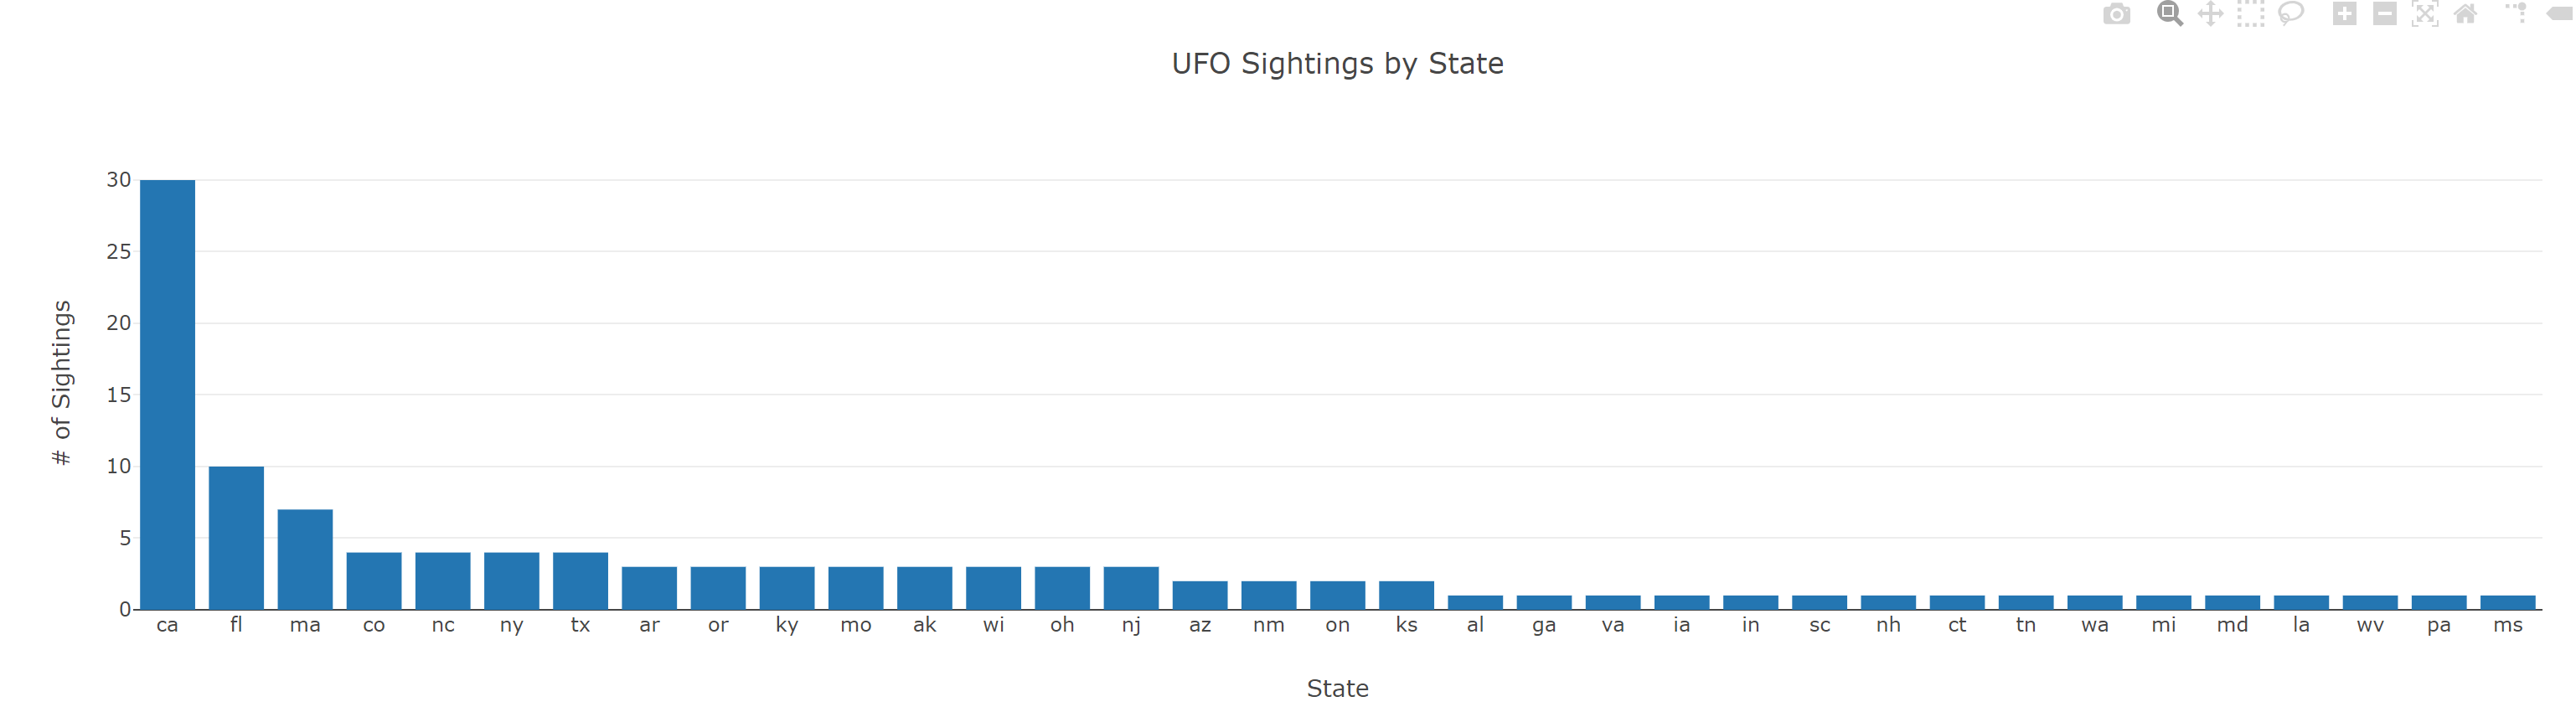 UFO Sightings by State
30
25
20
15
10
5
0
# of Sightings
ca fl ma co nc ny tx ar or ky mo ak wi oh nj az nm on ks al ga va ia in sc nh ct tn wa mi md la wv pa ms
State